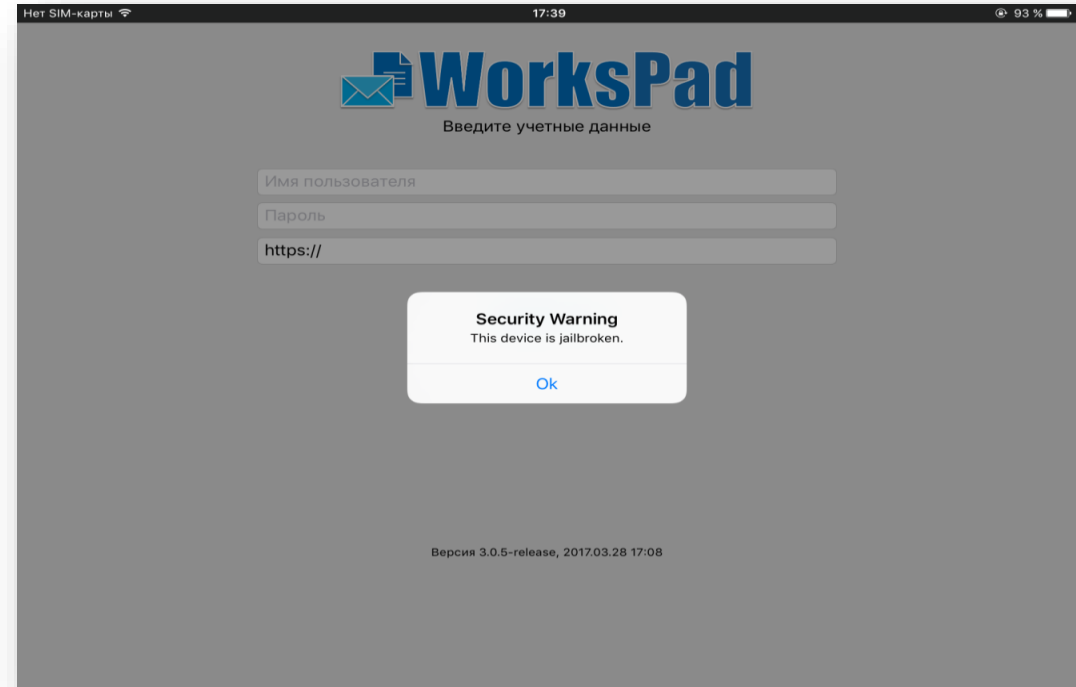 Нет SIM-карты 17:39 93 %
WorksPad
Введите учетные данные
Имя пользователя
Пароль
https://
Security Warning
This device is jailbroken.
Ok
Версия 3.0.5-release, 2017.03.28 17:08